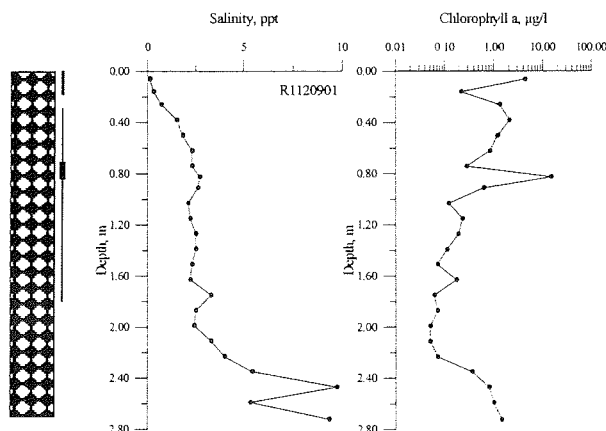 Salinity, ppt
Chlorophyll a, µg/l
0 5 10
0.01 0.10 1.00 10.00 100.00
R1120901
0.00 0.00
0.40 0.40
0.80 0.80
1.20 1.20
1.60 1.60
2.00 2.00
2.40 2.40
2.80 2.80
Depth, m
Depth, m